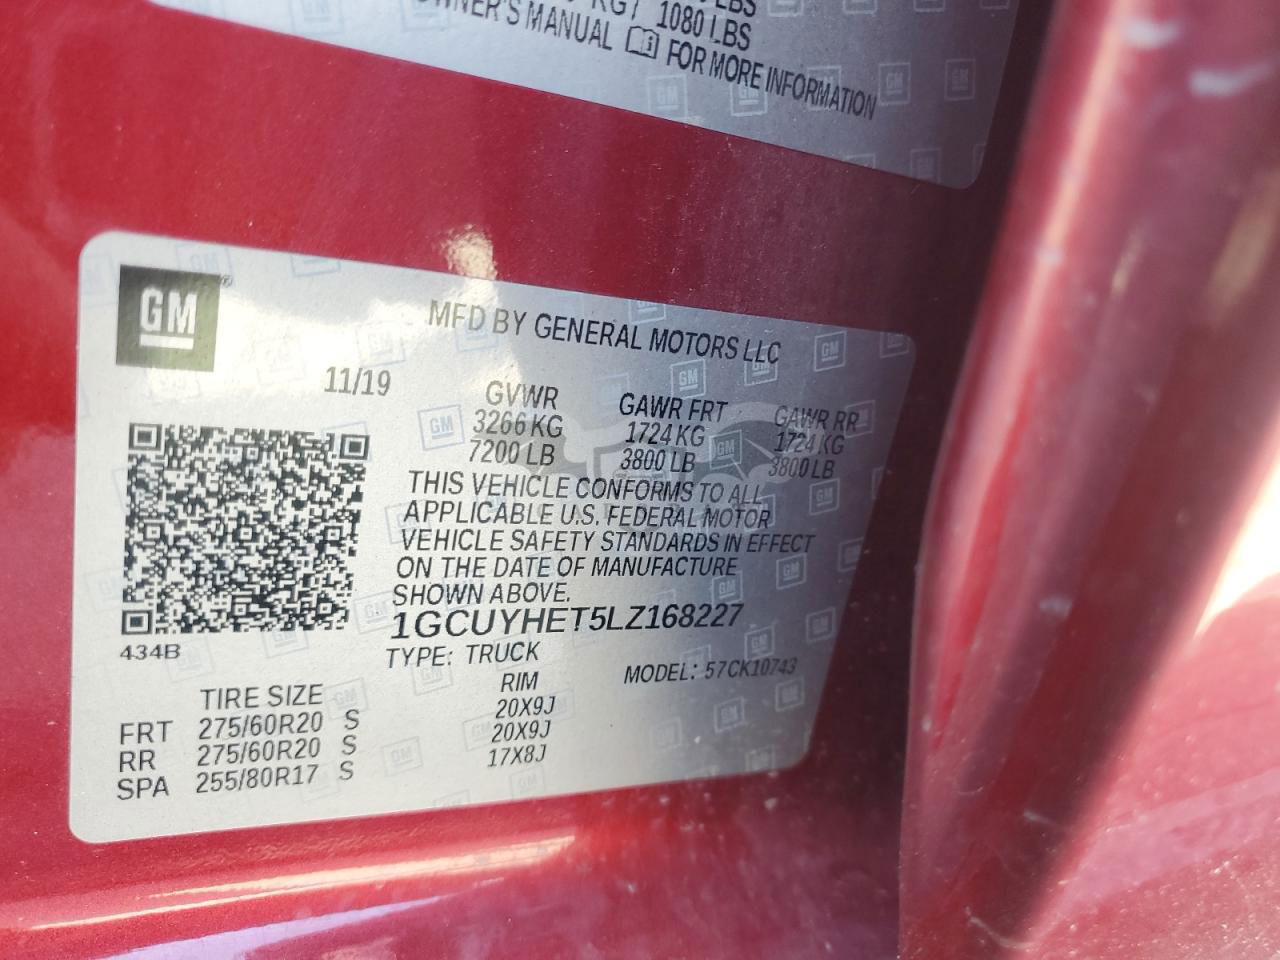 LBS
KG / 1080 LBS
OWNER'S MANUAL FOR MORE INFORMATION
GM ®
MFD BY GENERAL MOTORS LLC
11/19
GVWR GAWR FRT GAWR RR
3266 KG 1724 KG 1724 KG
7200 LB 3800 LB 3800 LB
THIS VEHICLE CONFORMS TO ALL
APPLICABLE U.S. FEDERAL MOTOR
VEHICLE SAFETY STANDARDS IN EFFECT
ON THE DATE OF MANUFACTURE
SHOWN ABOVE.
1GCUYHET5LZ168227
434B
TYPE: TRUCK MODEL: 57CK10743
TIRE SIZE RIM
FRT 275/60R20 S 20X9J
RR 275/60R20 S 20X9J
SPA 255/80R17 S 17X8J